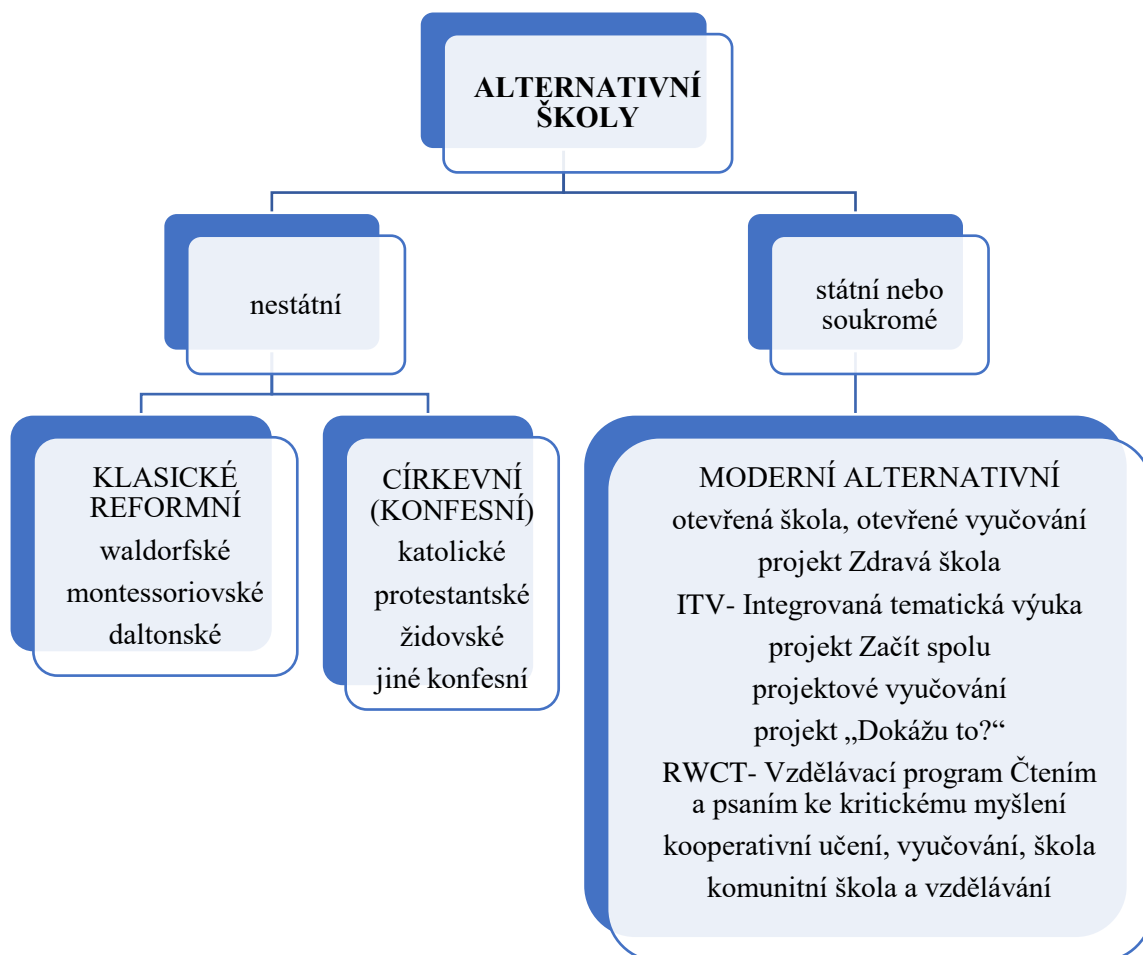 ALTERNATIVNÍ
ŠKOLY
nestátní
státní nebo
soukromé
KLASICKÉ
REFORMNÍ
waldorfské
montessoriovské
daltonské
CÍRKEVNÍ
(KONFESNÍ)
katolické
protestantské
židovské
jiné konfesní
MODERNÍ ALTERNATIVNÍ
otevřená škola, otevřené vyučování
projekt Zdravá škola
ITV- Integrovaná tematická výuka
projekt Začít spolu
projektové vyučování
projekt „Dokážu to?“
RWCT- Vzdělávací program Čtením
a psaním ke kritickému myšlení
kooperativní učení, vyučování, škola
komunitní škola a vzdělávání